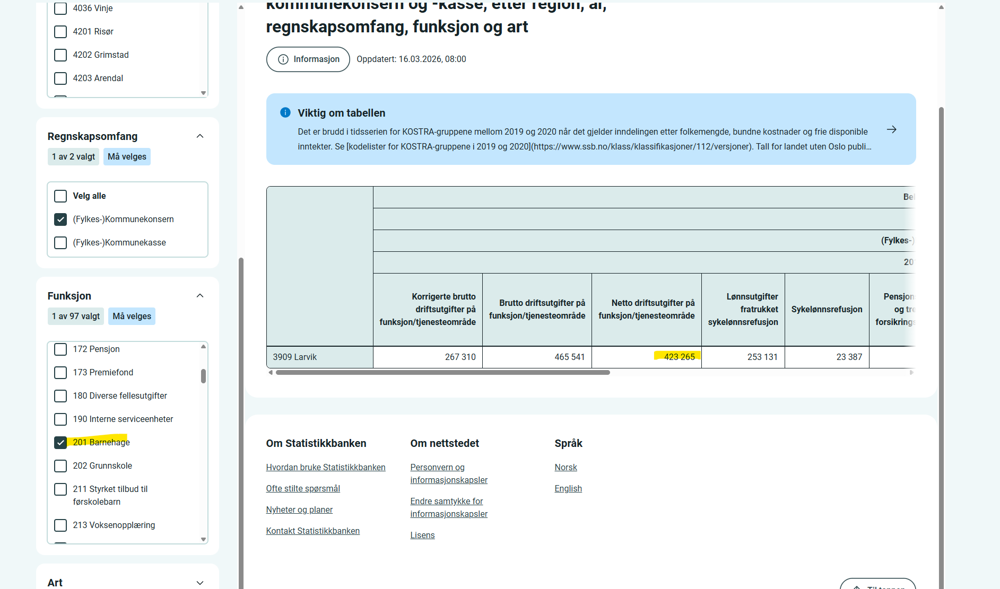 4036 Vinje
4201 Risør
4202 Grimstad
4203 Arendal
Regnskapsomfang
1 av 2 valgt
Må velges
Velg alle
(Fylkes-)Kommunekonsern
(Fylkes-)Kommunekasse
Funksjon
1 av 97 valgt
Må velges
172 Pensjon
173 Premiefond
180 Diverse fellesutgifter
190 Interne serviceenheter
201 Barnehage
202 Grunnskole
211 Styrket tilbud til
førskolebarn
213 Voksenopplæring
Art
kommunekonsern og -kasse, etter region, år,
regnskapsomfang, funksjon og art
Informasjon
Oppdatert: 16.03.2026, 08:00
Viktig om tabellen
Det er brudd i tidsserien for KOSTRA-gruppene mellom 2019 og 2020 når det gjelder inndelingen etter folkemengde, bundne kostnader og frie disponible
inntekter. Se [kodelister for KOSTRA-gruppene i 2019 og 2020](https://www.ssb.no/klass/klassifikasjoner/112/versjoner). Tall for landet uten Oslo publi...
(Fylkes-)
Korrigerte brutto
driftsutgifter på
funksjon/tjenesteområde
Brutto driftsutgifter på
funksjon/tjenesteområde
Netto driftsutgifter på
funksjon/tjenesteområde
Lønnsutgifter
fratrukket
sykelønnsrefusjon
Sykelønnsrefusjon
Pensjon
og tre
forsikrings
3909 Larvik
267 310
465 541
423 265
253 131
23 387
Om Statistikkbanken
Hvordan bruke Statistikkbanken
Ofte stilte spørsmål
Nyheter og planer
Kontakt Statistikkbanken
Om nettstedet
Personvern og
informasjonskapsler
Endre samtykke for
informasjonskapsler
Lisens
Språk
Norsk
English
Til toppen